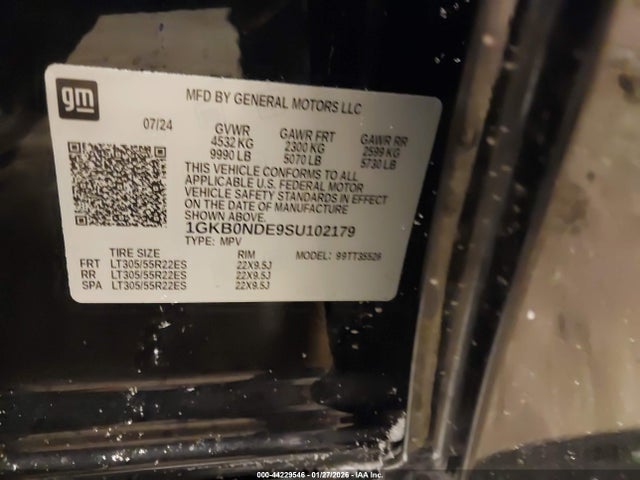 gm
MFD BY GENERAL MOTORS LLC
07/24 GVWR GAWR FRT GAWR RR
4532 KG 2300 KG 2599 KG
9990 LB 5070 LB 5730 LB
THIS VEHICLE CONFORMS TO ALL
APPLICABLE U.S. FEDERAL MOTOR
VEHICLE SAFETY STANDARDS IN EFFECT
ON THE DATE OF MANUFACTURE
SHOWN ABOVE.
1GKB0NDE9SU102179
TYPE: MPV
TIRE SIZE RIM MODEL: 99TT35526
FRT LT305/55R22ES 22X9.5J
RR LT305/55R22ES 22X9.5J
SPA LT305/55R22ES 22X9.5J
000-44229546 - 01/27/2026 - IAA Inc.